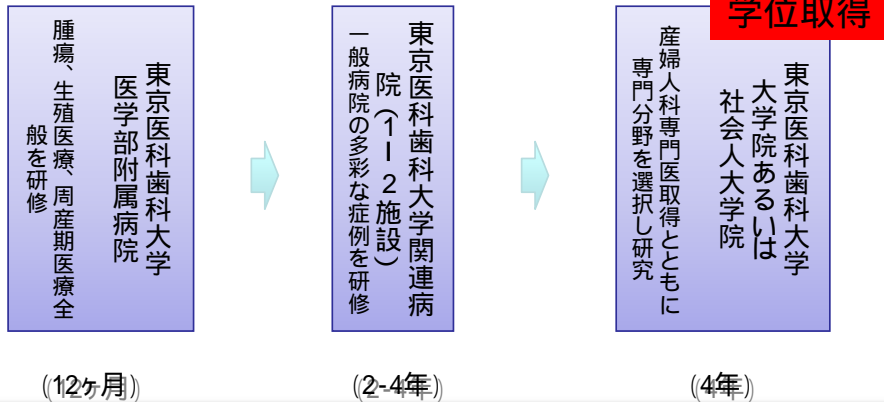 東京医科歯科大学
医学部附属病院
腫瘍、生殖医療、周産期医療全
般を研修
(12ヶ月)
東京医科歯科大学関連病
院(1ー2施設)
一般病院の多彩な症例を研修
(2-4年)
学位取得
東京医科歯科大学
大学院あるいは
社会人大学院
産婦人科専門医取得とともに
専門分野を選択し研究
(4年)